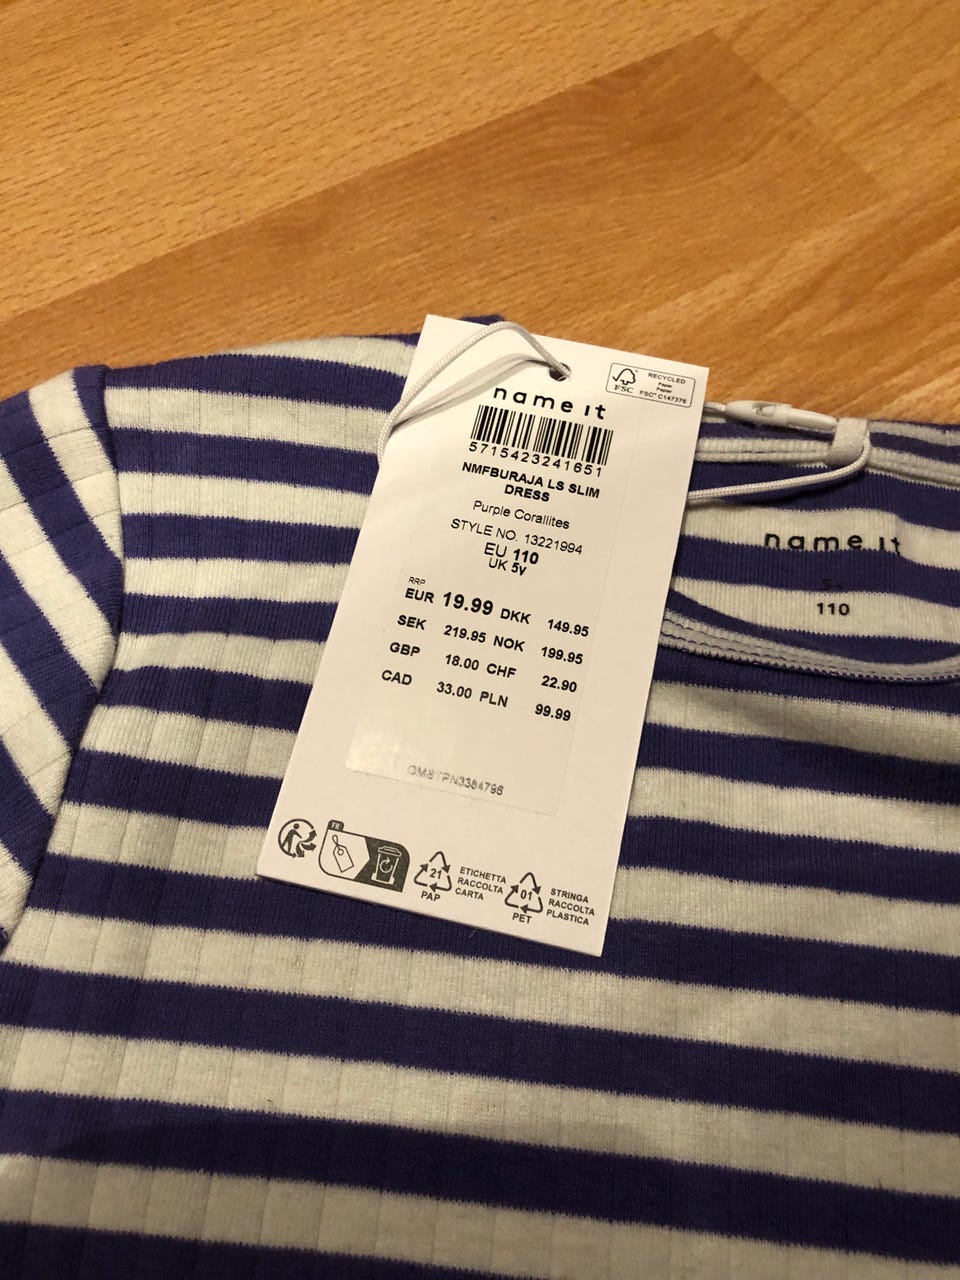 name it
FSC
RECYCLED
Paper
Paper
FSC™ C147376
5715423241651
NMFBURAJA LS SLIM
DRESS
Purple Corallites
STYLE NO. 13221994
EU 110
UK 5y
RRP
EUR 19.99 DKK 149.95
SEK 219.95 NOK 199.95
GBP 18.00 CHF 22.90
CAD 33.00 PLN 99.99
FR
21
PAP
ETICHETTA
RACCOLTA
CARTA
01
PET
STRINGA
RACCOLTA
PLASTICA
name it
110